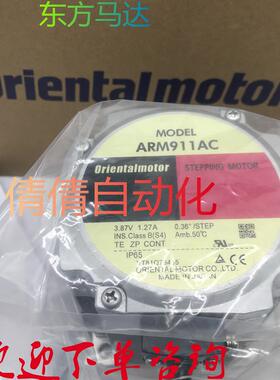 东方马达
Orientalmotor
MODEL
ARM911AC
Orientalmotor STEPPING MOTOR
倩倩自动化
3.87V 1.27A 0.36°/STEP
INS.Class B(S4) Amb.50℃
TE ZP CONT
IP65
ORIENTAL MOTOR CO.,LTD.
MADE IN JAPAN
欢迎下单咨询